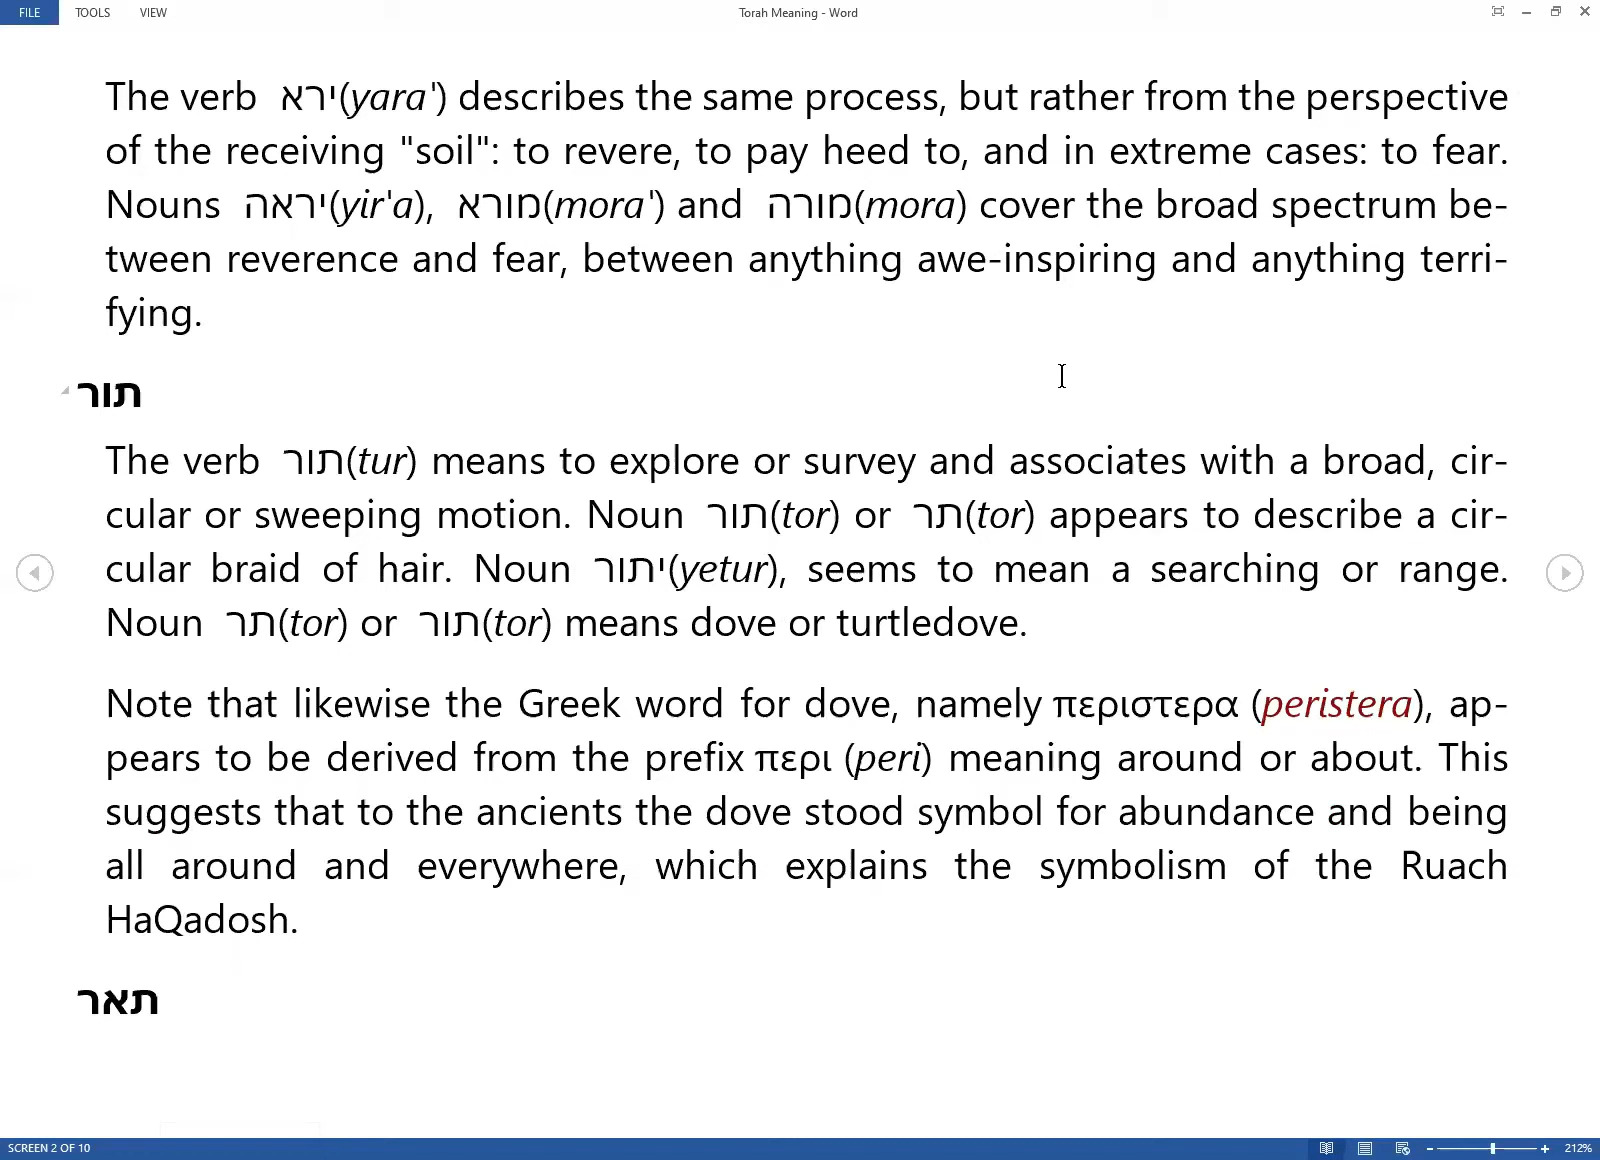 FILE TOOLS VIEW Torah Meaning - Word
The verb ירא(yara') describes the same process, but rather from the perspective
of the receiving "soil": to revere, to pay heed to, and in extreme cases: to fear.
Nouns יראה(yir'a), מורא(mora') and מורה(mora) cover the broad spectrum be-
tween reverence and fear, between anything awe-inspiring and anything terri-
fying.
תור
The verb תור(tur) means to explore or survey and associates with a broad, cir-
cular or sweeping motion. Noun תור(tor) or תר(tor) appears to describe a cir-
cular braid of hair. Noun יתור(yetur), seems to mean a searching or range.
Noun תר(tor) or תור(tor) means dove or turtledove.
Note that likewise the Greek word for dove, namely περιστερα (peristera), ap-
pears to be derived from the prefix περι (peri) meaning around or about. This
suggests that to the ancients the dove stood symbol for abundance and being
all around and everywhere, which explains the symbolism of the Ruach
HaQadosh.
תאר
SCREEN 2 OF 10 212%